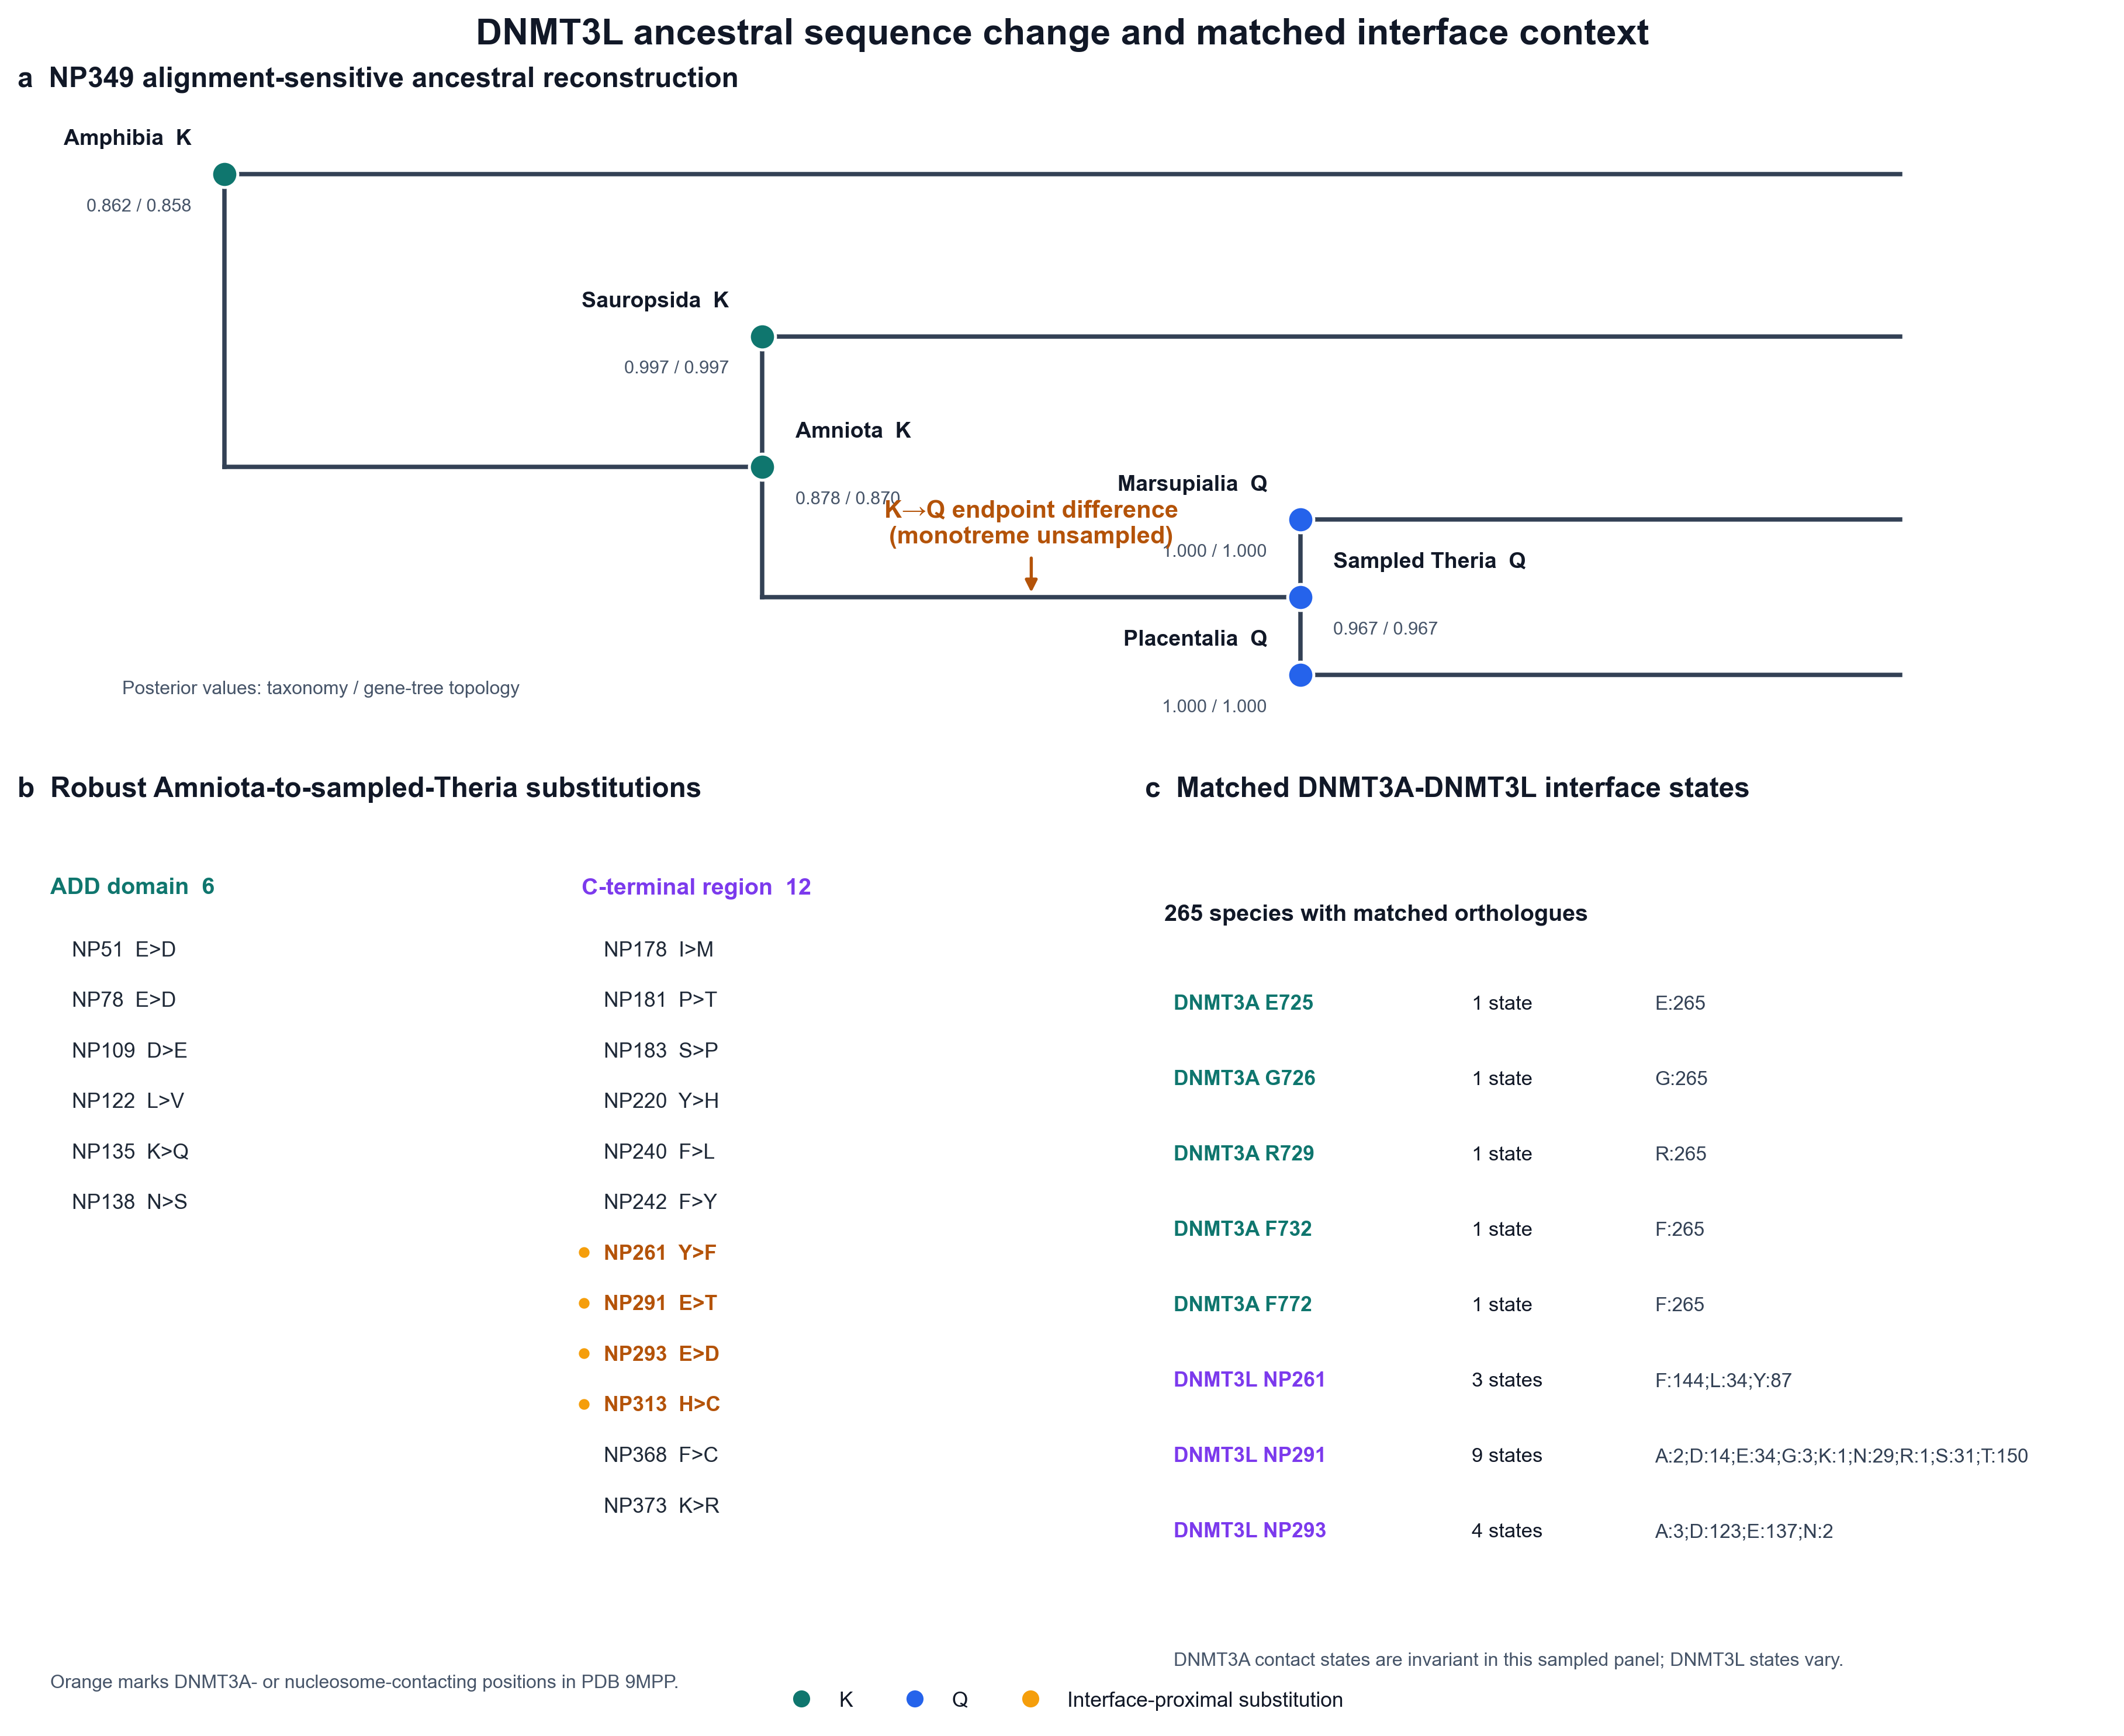 DNMT3L ancestral sequence change and matched interface context
a NP349 alignment-sensitive ancestral reconstruction
Amphibia K
0.862 / 0.858
Sauropsida K
0.997 / 0.997
Amniota K
0.878 / 0.870
K→Q endpoint difference
(monotreme unsampled)
Marsupialia Q
1.000 / 1.000
Sampled Theria Q
0.967 / 0.967
Placentalia Q
1.000 / 1.000
Posterior values: taxonomy / gene-tree topology
b Robust Amniota-to-sampled-Theria substitutions
ADD domain 6
NP51 E>D
NP78 E>D
NP109 D>E
NP122 L>V
NP135 K>Q
NP138 N>S
C-terminal region 12
NP178 I>M
NP181 P>T
NP183 S>P
NP220 Y>H
NP240 F>L
NP242 F>Y
NP261 Y>F
NP291 E>T
NP293 E>D
NP313 H>C
NP368 F>C
NP373 K>R
Orange marks DNMT3A- or nucleosome-contacting positions in PDB 9MPP.
c Matched DNMT3A-DNMT3L interface states
265 species with matched orthologues
DNMT3A E725 1 state E:265
DNMT3A G726 1 state G:265
DNMT3A R729 1 state R:265
DNMT3A F732 1 state F:265
DNMT3A F772 1 state F:265
DNMT3L NP261 3 states F:144;L:34;Y:87
DNMT3L NP291 9 states A:2;D:14;E:34;G:3;K:1;N:29;R:1;S:31;T:150
DNMT3L NP293 4 states A:3;D:123;E:137;N:2
DNMT3A contact states are invariant in this sampled panel; DNMT3L states vary.
K Q Interface-proximal substitution